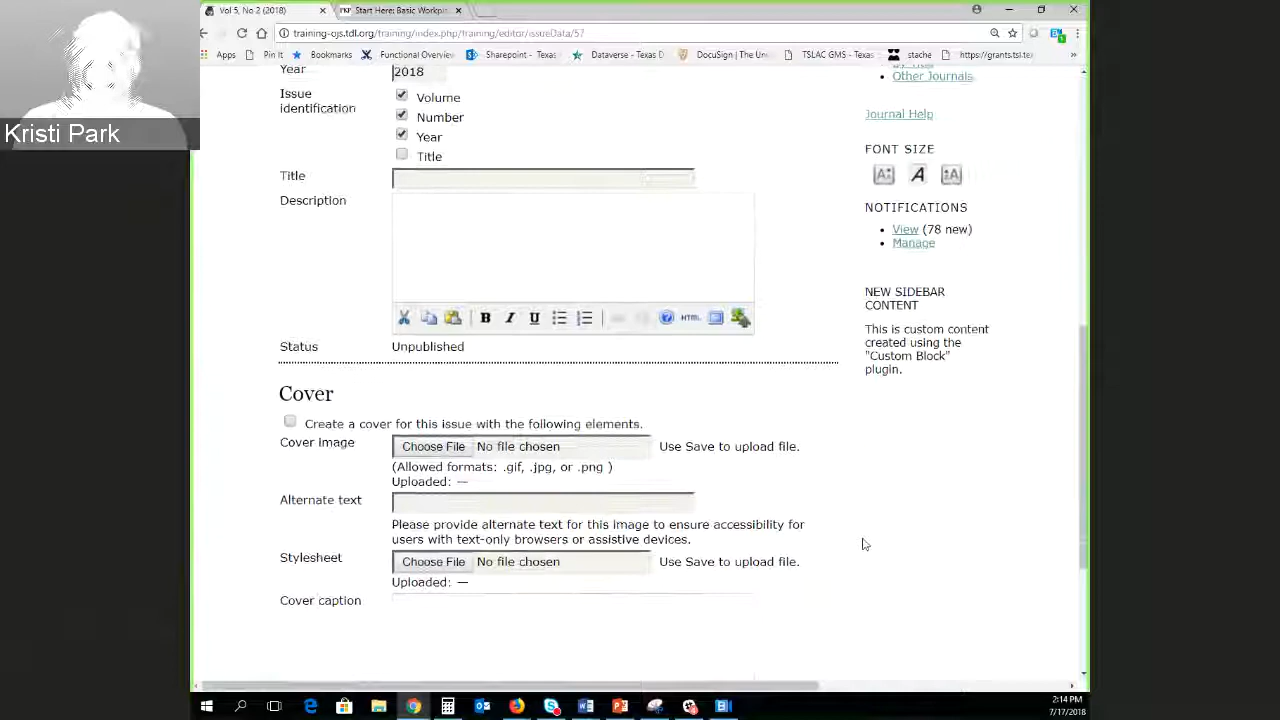 Vol 5, No 2 (2018)
PKP Start Here: Basic Workpl
training-ojs.tdl.org/training/index.php/training/editor/issueData/57
Apps
Pin It
Bookmarks
Functional Overview
Sharepoint - Texas
Dataverse - Texas D
DocuSign | The Wor
TSLAC GMS - Texas
stache
https://grants.tsl.te
Kristi Park
Year 2018
Other Journals
Issue identification
Volume
Number
Year
Title
Journal Help
FONT SIZE
Title
Description
NOTIFICATIONS
View (78 new)
Manage
NEW SIDEBAR
CONTENT
This is custom content
created using the
"Custom Block"
plugin.
HTML
Status Unpublished
Cover
Create a cover for this issue with the following elements.
Cover image Choose File No file chosen Use Save to upload file.
(Allowed formats: .gif, .jpg, or .png )
Uploaded: —
Alternate text
Please provide alternate text for this image to ensure accessibility for
users with text-only browsers or assistive devices.
Stylesheet Choose File No file chosen Use Save to upload file.
Uploaded: —
Cover caption
2:14 PM
7/17/2018